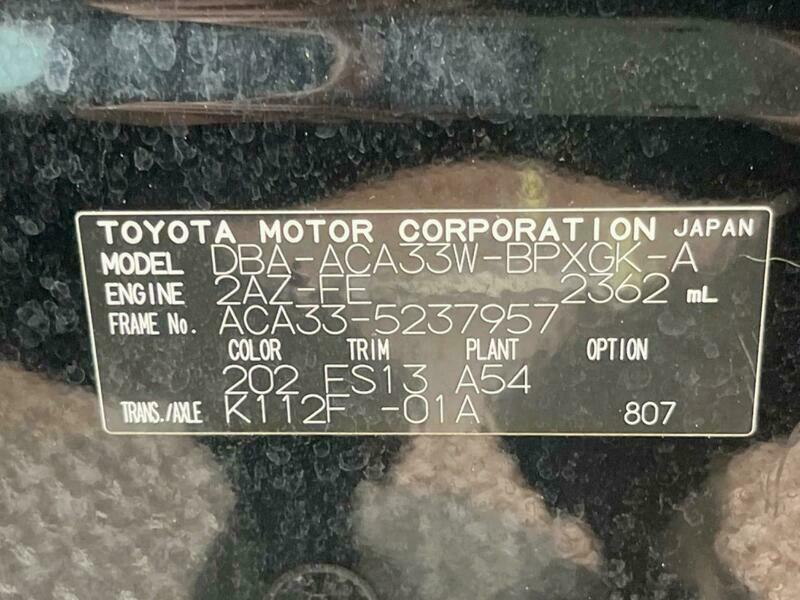 TOYOTA MOTOR CORPORATION JAPAN
MODEL DBA-ACA33W-BPXGK-A
ENGINE 2AZ-FE 2362 mL
FRAME No. ACA33-5237957
COLOR TRIM PLANT OPTION
202 FS13 A54
TRANS./AXLE K112F -01A 807